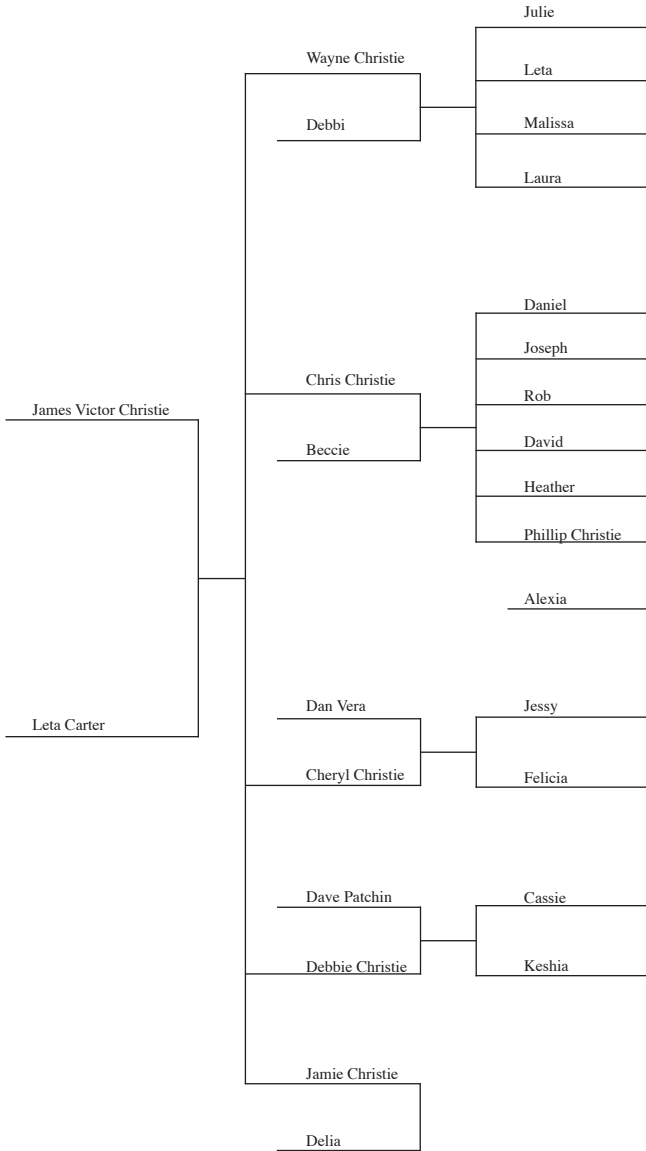 Julie
Wayne Christie
Leta
Debbi
Malissa
Laura
Daniel
Joseph
Chris Christie
Rob
James Victor Christie
David
Beccie
Heather
Phillip Christie
Alexia
Leta Carter
Dan Vera
Jessy
Cheryl Christie
Felicia
Dave Patchin
Cassie
Debbie Christie
Keshia
Jamie Christie
Delia